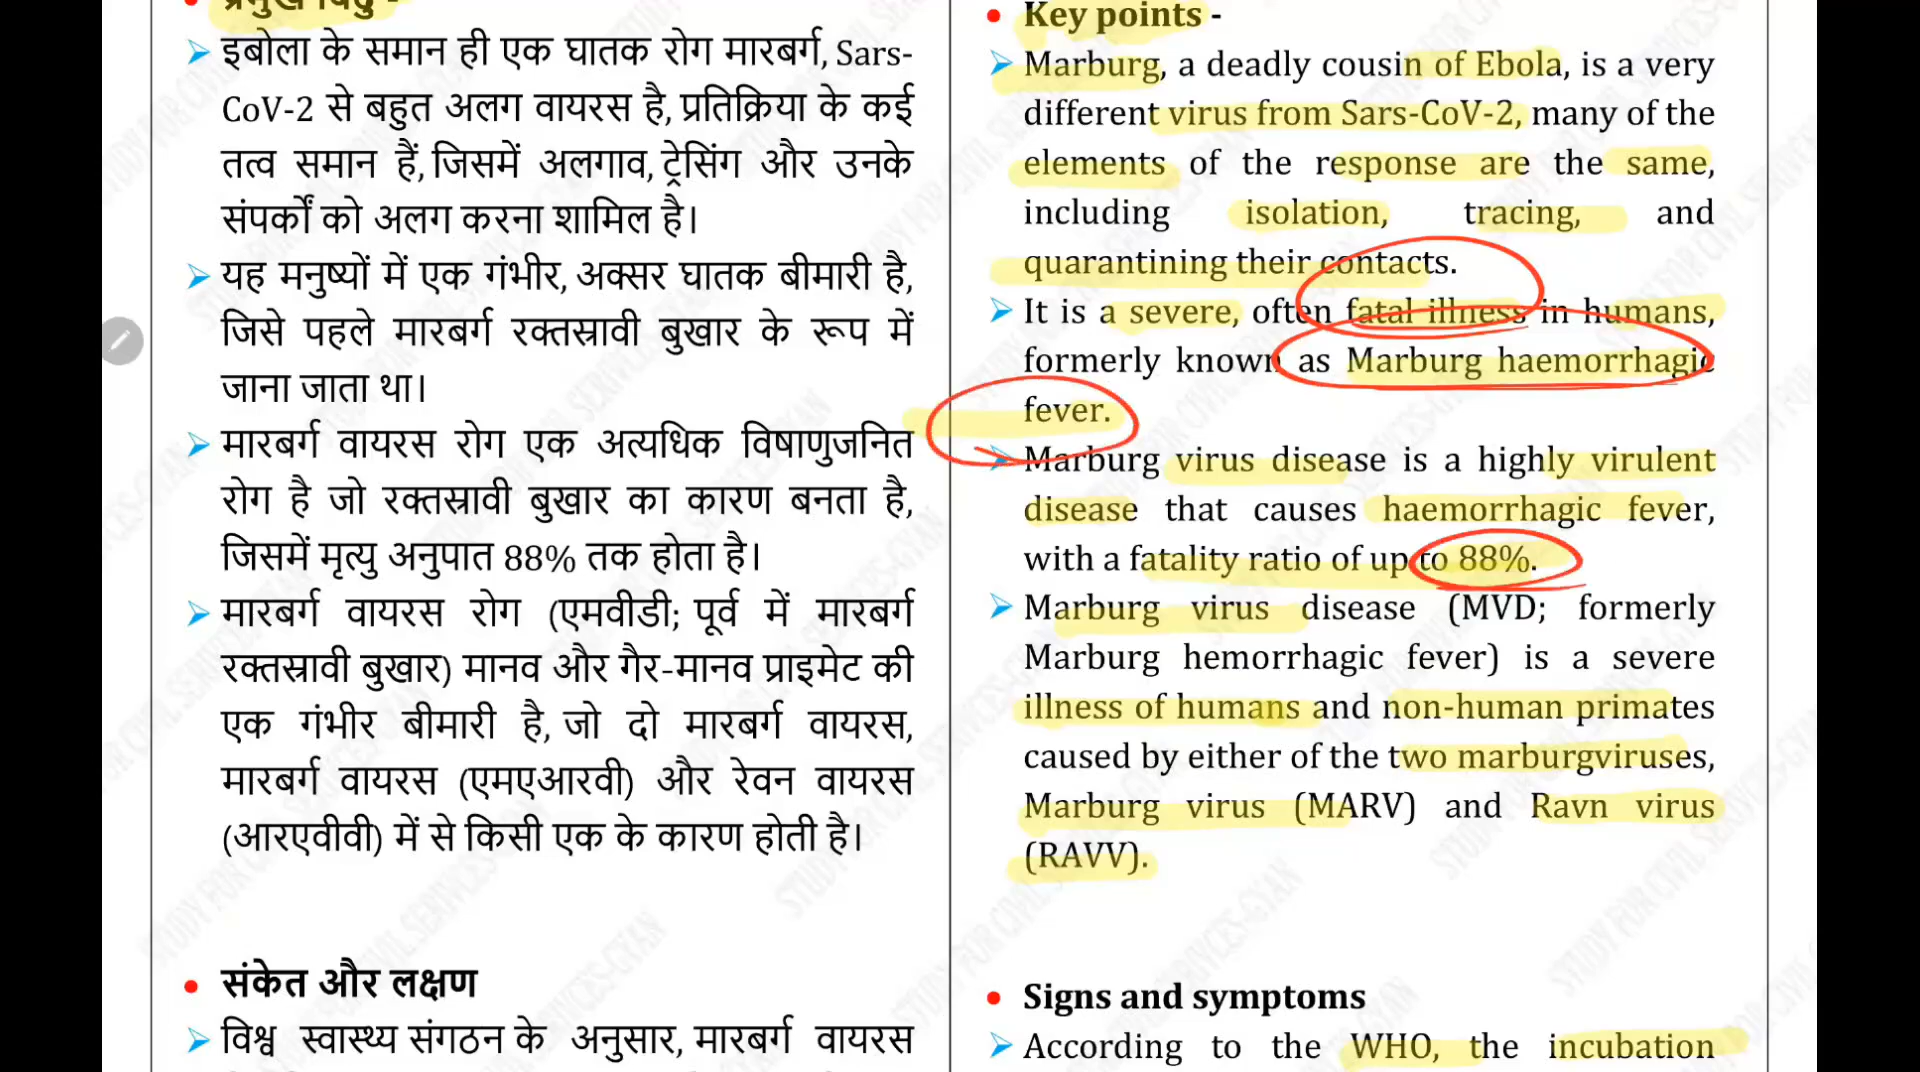 प्रमुख बिंदु -
इबोला के समान ही एक घातक रोग मारबर्ग, Sars-
CoV-2 से बहुत अलग वायरस है, प्रतिक्रिया के कई
तत्व समान हैं, जिसमें अलगाव, ट्रेसिंग और उनके
संपर्कों को अलग करना शामिल है।
यह मनुष्यों में एक गंभीर, अक्सर घातक बीमारी है,
जिसे पहले मारबर्ग रक्तस्रावी बुखार के रूप में
जाना जाता था।
मारबर्ग वायरस रोग एक अत्यधिक विषाणुजनित
रोग है जो रक्तस्रावी बुखार का कारण बनता है,
जिसमें मृत्यु अनुपात 88% तक होता है।
मारबर्ग वायरस रोग (एमवीडी; पूर्व में मारबर्ग
रक्तस्रावी बुखार) मानव और गैर-मानव प्राइमेट की
एक गंभीर बीमारी है, जो दो मारबर्ग वायरस,
मारबर्ग वायरस (एमएआरवी) और रेवन वायरस
(आरएवीवी) में से किसी एक के कारण होती है।
संकेत और लक्षण
विश्व स्वास्थ्य संगठन के अनुसार, मारबर्ग वायरस
Key points -
Marburg, a deadly cousin of Ebola, is a very
different virus from Sars-CoV-2, many of the
elements of the response are the same,
including isolation, tracing, and
quarantining their contacts.
It is a severe, often fatal illness in humans,
formerly known as Marburg haemorrhagic
fever.
Marburg virus disease is a highly virulent
disease that causes haemorrhagic fever,
with a fatality ratio of up to 88%.
Marburg virus disease (MVD; formerly
Marburg hemorrhagic fever) is a severe
illness of humans and non-human primates
caused by either of the two marburgviruses,
Marburg virus (MARV) and Ravn virus
(RAVV).
Signs and symptoms
According to the WHO, the incubation